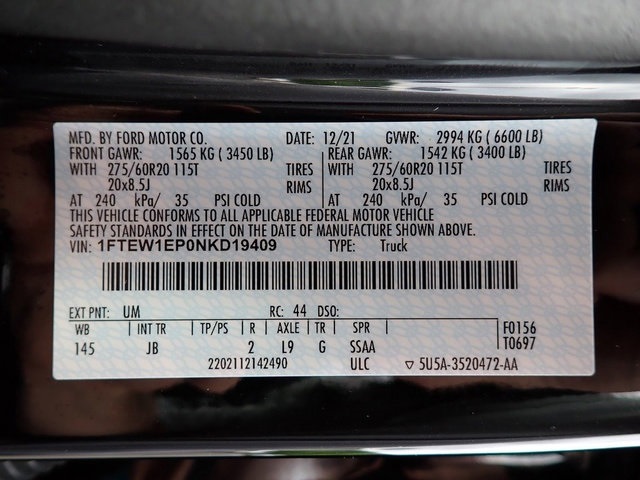 MFD. BY FORD MOTOR CO. DATE: 12/21 GVWR: 2994 KG ( 6600 LB)
FRONT GAWR: 1565 KG ( 3450 LB) REAR GAWR: 1542 KG ( 3400 LB)
WITH 275/60R20 115T TIRES WITH 275/60R20 115T TIRES
20x8.5J RIMS 20x8.5J RIMS
AT 240 kPa/ 35 PSI COLD AT 240 kPa/ 35 PSI COLD
THIS VEHICLE CONFORMS TO ALL APPLICABLE FEDERAL MOTOR VEHICLE
SAFETY STANDARDS IN EFFECT ON THE DATE OF MANUFACTURE SHOWN ABOVE.
VIN: 1FTEW1EP0NKD19409 TYPE: Truck
EXT PNT: UM RC: 44 DSO:
WB INT TR TP/PS R AXLE TR SPR F0156
145 JB 2 L9 G SSAA T0697
2202112142490 ULC ▽ 5U5A-3520472-AA